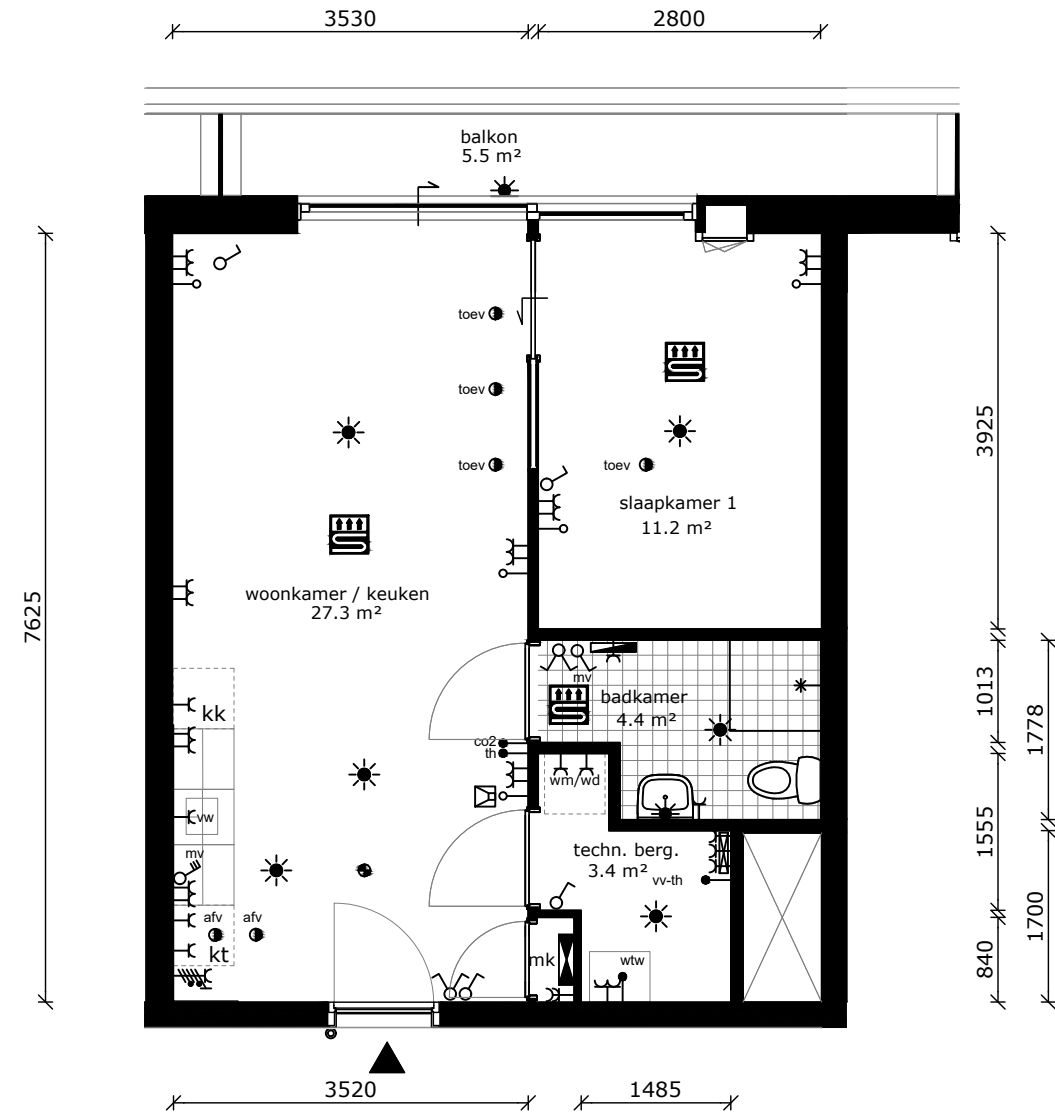 3530
2800
balkon
5.5 m²
7625
toev
toev
toev
toev
slaapkamer 1
11.2 m²
3925
woonkamer / keuken
27.3 m²
mv
badkamer
4.4 m²
1013
1778
kk
co2
th
wm/wd
vw
mv
techn. berg.
3.4 m²
vv-th
1555
1700
afv
afv
kt
mk
wtw
840
3520
1485